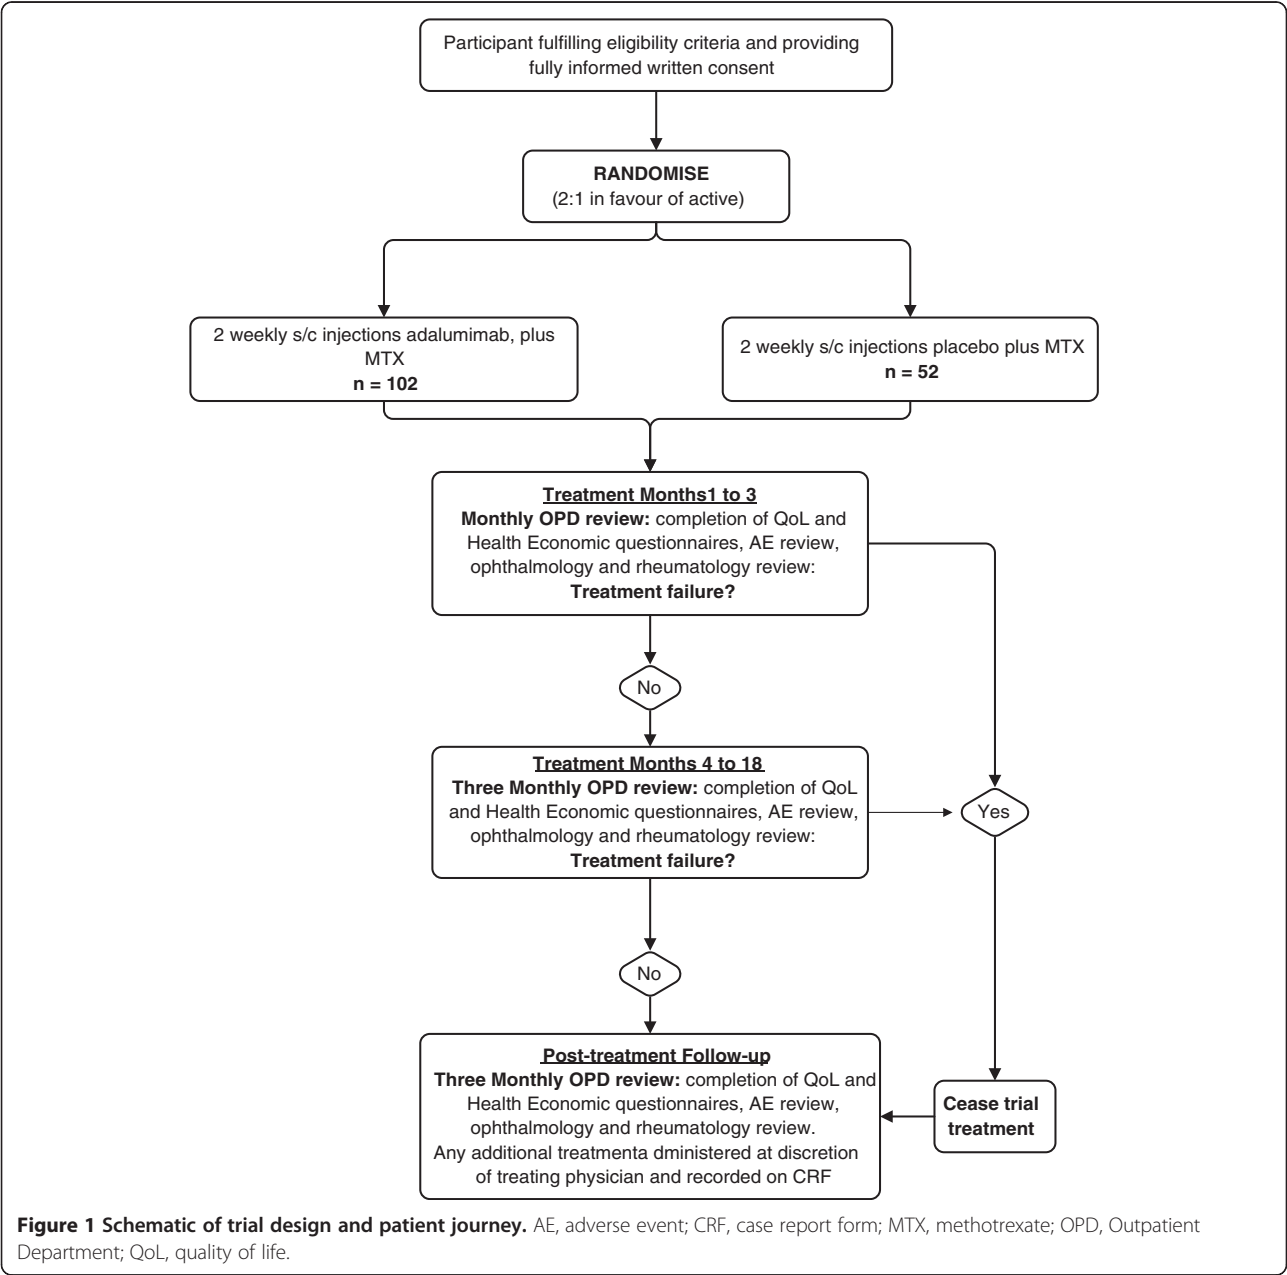 Participant fulfilling eligibility criteria and providing
fully informed written consent
RANDOMISE
(2:1 in favour of active)
2 weekly s/c injections adalumimab, plus
MTX
n = 102
2 weekly s/c injections placebo plus MTX
n = 52
Treatment Months1 to 3
Monthly OPD review: completion of QoL and
Health Economic questionnaires, AE review,
ophthalmology and rheumatology review:
Treatment failure?
No
Treatment Months 4 to 18
Three Monthly OPD review: completion of QoL
and Health Economic questionnaires, AE review,
ophthalmology and rheumatology review:
Treatment failure?
Yes
No
Post-treatment Follow-up
Three Monthly OPD review: completion of QoL and
Health Economic questionnaires, AE review,
ophthalmology and rheumatology review.
Any additional treatmenta dministered at discretion
of treating physician and recorded on CRF
Cease trial
treatment
Figure 1 Schematic of trial design and patient journey. AE, adverse event; CRF, case report form; MTX, methotrexate; OPD, Outpatient
Department; QoL, quality of life.